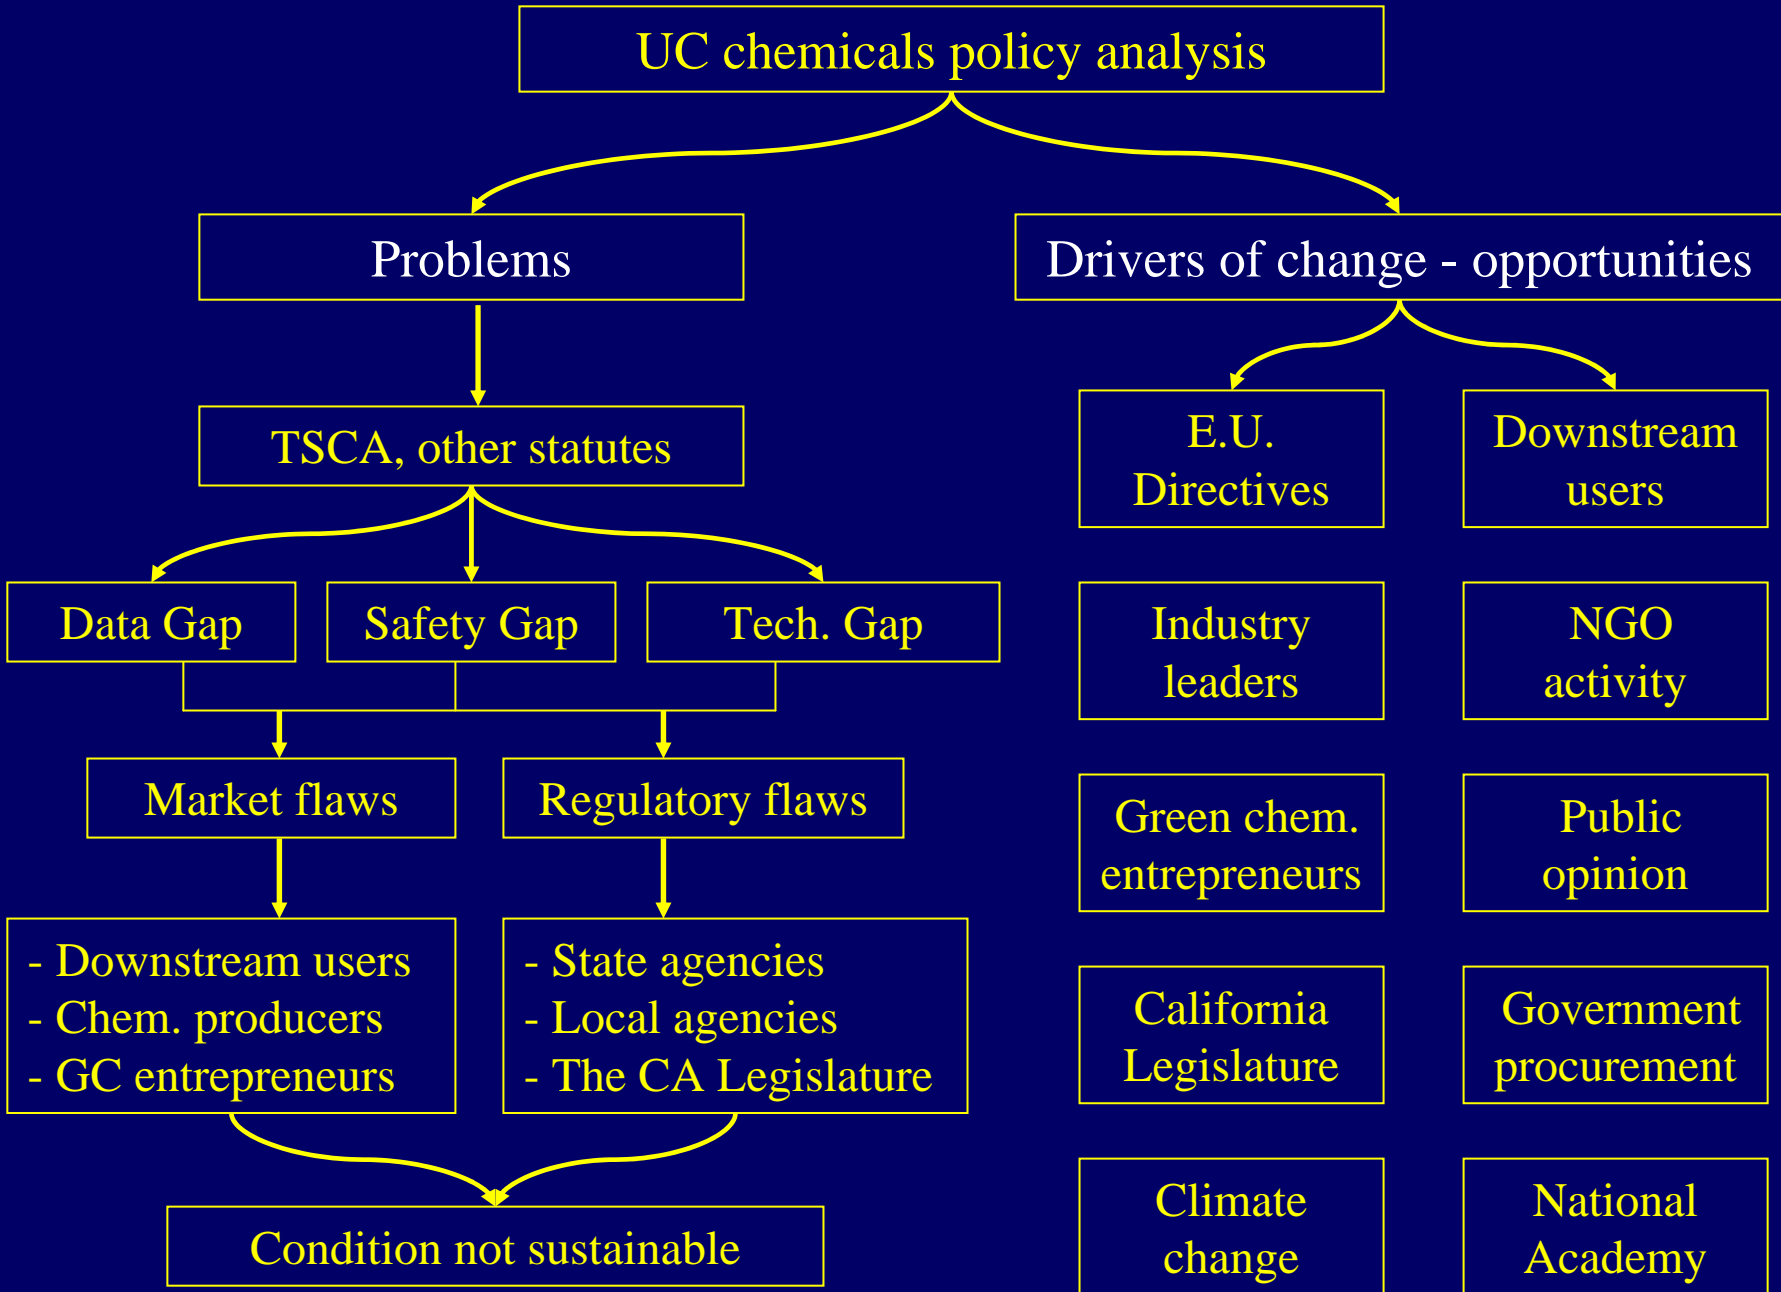 UC chemicals policy analysis
Problems
Drivers of change - opportunities
TSCA, other statutes
E.U.
Directives
Downstream
users
Data Gap
Safety Gap
Tech. Gap
Industry
leaders
NGO
activity
Market flaws
Regulatory flaws
Green chem.
entrepreneurs
Public
opinion
- Downstream users
- Chem. producers
- GC entrepreneurs
- State agencies
- Local agencies
- The CA Legislature
California
Legislature
Government
procurement
Condition not sustainable
Climate
change
National
Academy